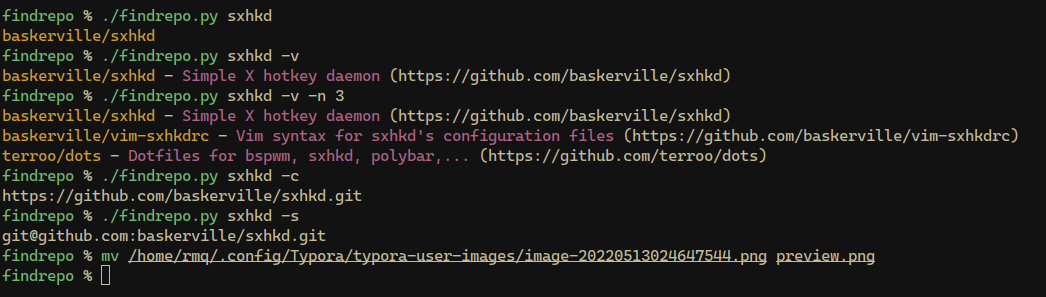 findrepo % ./findrepo.py sxhkd
baskerville/sxhkd
findrepo % ./findrepo.py sxhkd -v
baskerville/sxhkd - Simple X hotkey daemon (https://github.com/baskerville/sxhkd)
findrepo % ./findrepo.py sxhkd -v -n 3
baskerville/sxhkd - Simple X hotkey daemon (https://github.com/baskerville/sxhkd)
baskerville/vim-sxhkdrc - Vim syntax for sxhkd's configuration files (https://github.com/baskerville/vim-sxhkdrc)
terroo/dots - Dotfiles for bspwm, sxhkd, polybar,... (https://github.com/terroo/dots)
findrepo % ./findrepo.py sxhkd -c
https://github.com/baskerville/sxhkd.git
findrepo % ./findrepo.py sxhkd -s
git@github.com:baskerville/sxhkd.git
findrepo % mv /home/rmq/.config/Typora/typora-user-images/image-20220513024647544.png preview.png
findrepo %